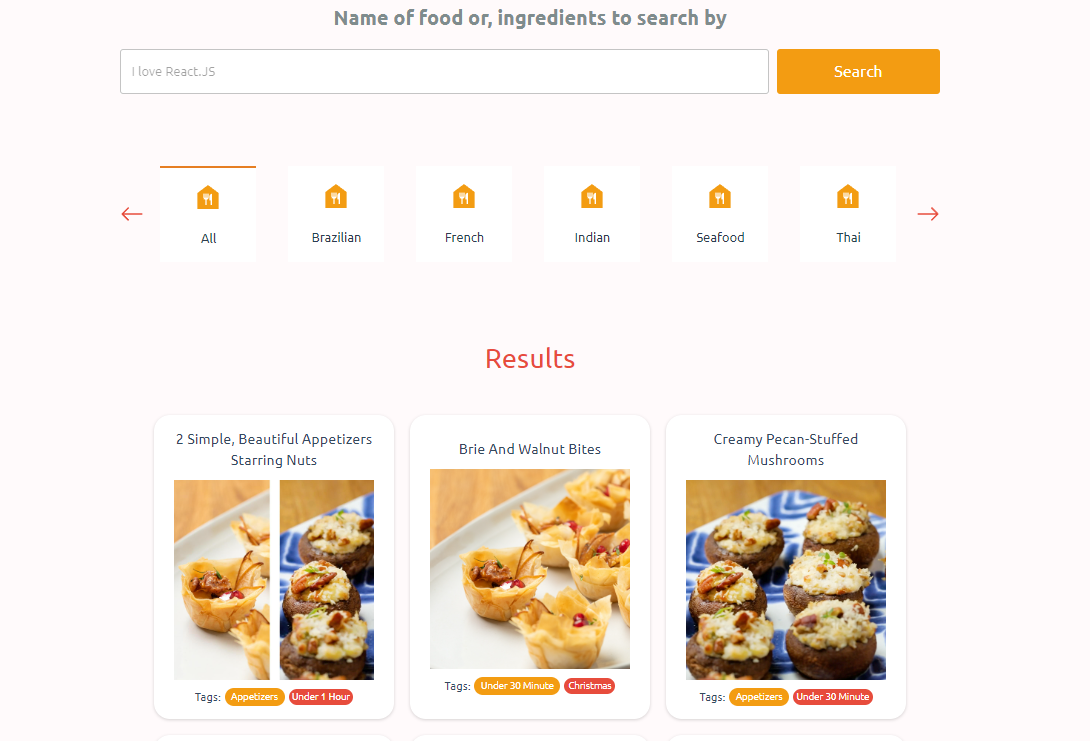 Name of food or, ingredients to search by
I love React.JS
Search
All
Brazilian
French
Indian
Seafood
Thai
Results
2 Simple, Beautiful Appetizers
Starring Nuts
Tags: Appetizers Under 1 Hour
Brie And Walnut Bites
Tags: Under 30 Minute Christmas
Creamy Pecan-Stuffed
Mushrooms
Tags: Appetizers Under 30 Minute